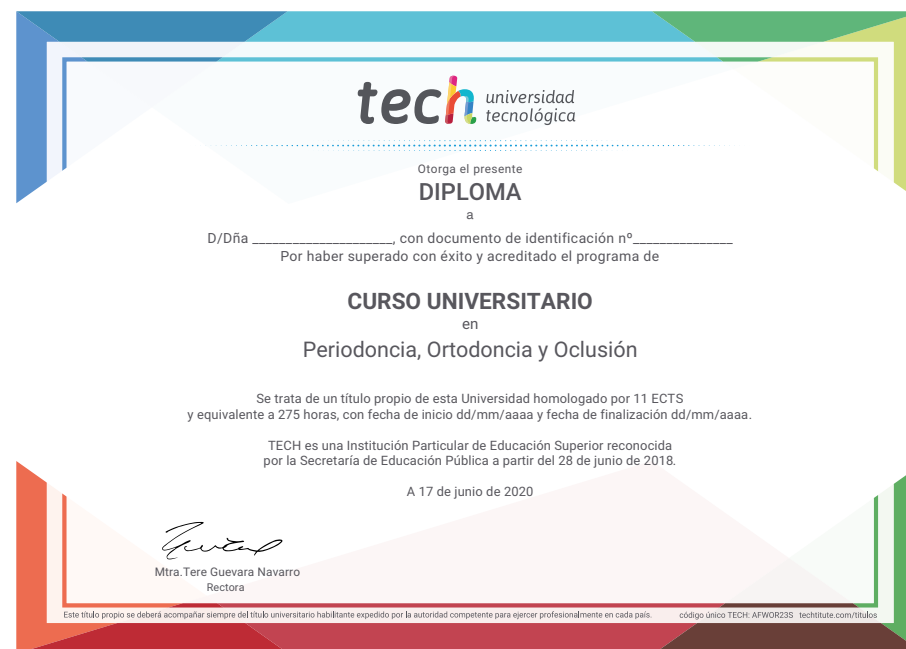 tech universidad
tecnológica
Otorga el presente
DIPLOMA
a
D/Dña _____________________, con documento de identificación nº_______________
Por haber superado con éxito y acreditado el programa de
CURSO UNIVERSITARIO
en
Periodoncia, Ortodoncia y Oclusión
Se trata de un título propio de esta Universidad homologado por 11 ECTS
y equivalente a 275 horas, con fecha de inicio dd/mm/aaaa y fecha de finalización dd/mm/aaaa.
TECH es una Institución Particular de Educación Superior reconocida
por la Secretaría de Educación Pública a partir del 28 de junio de 2018.
A 17 de junio de 2020
Mtra.Tere Guevara Navarro
Rectora
Este título propio se deberá acompañar siempre del título universitario habilitante expedido por la autoridad competente para ejercer profesionalmente en cada país. código único TECH: AFWOR23S techtitute.com/titulos